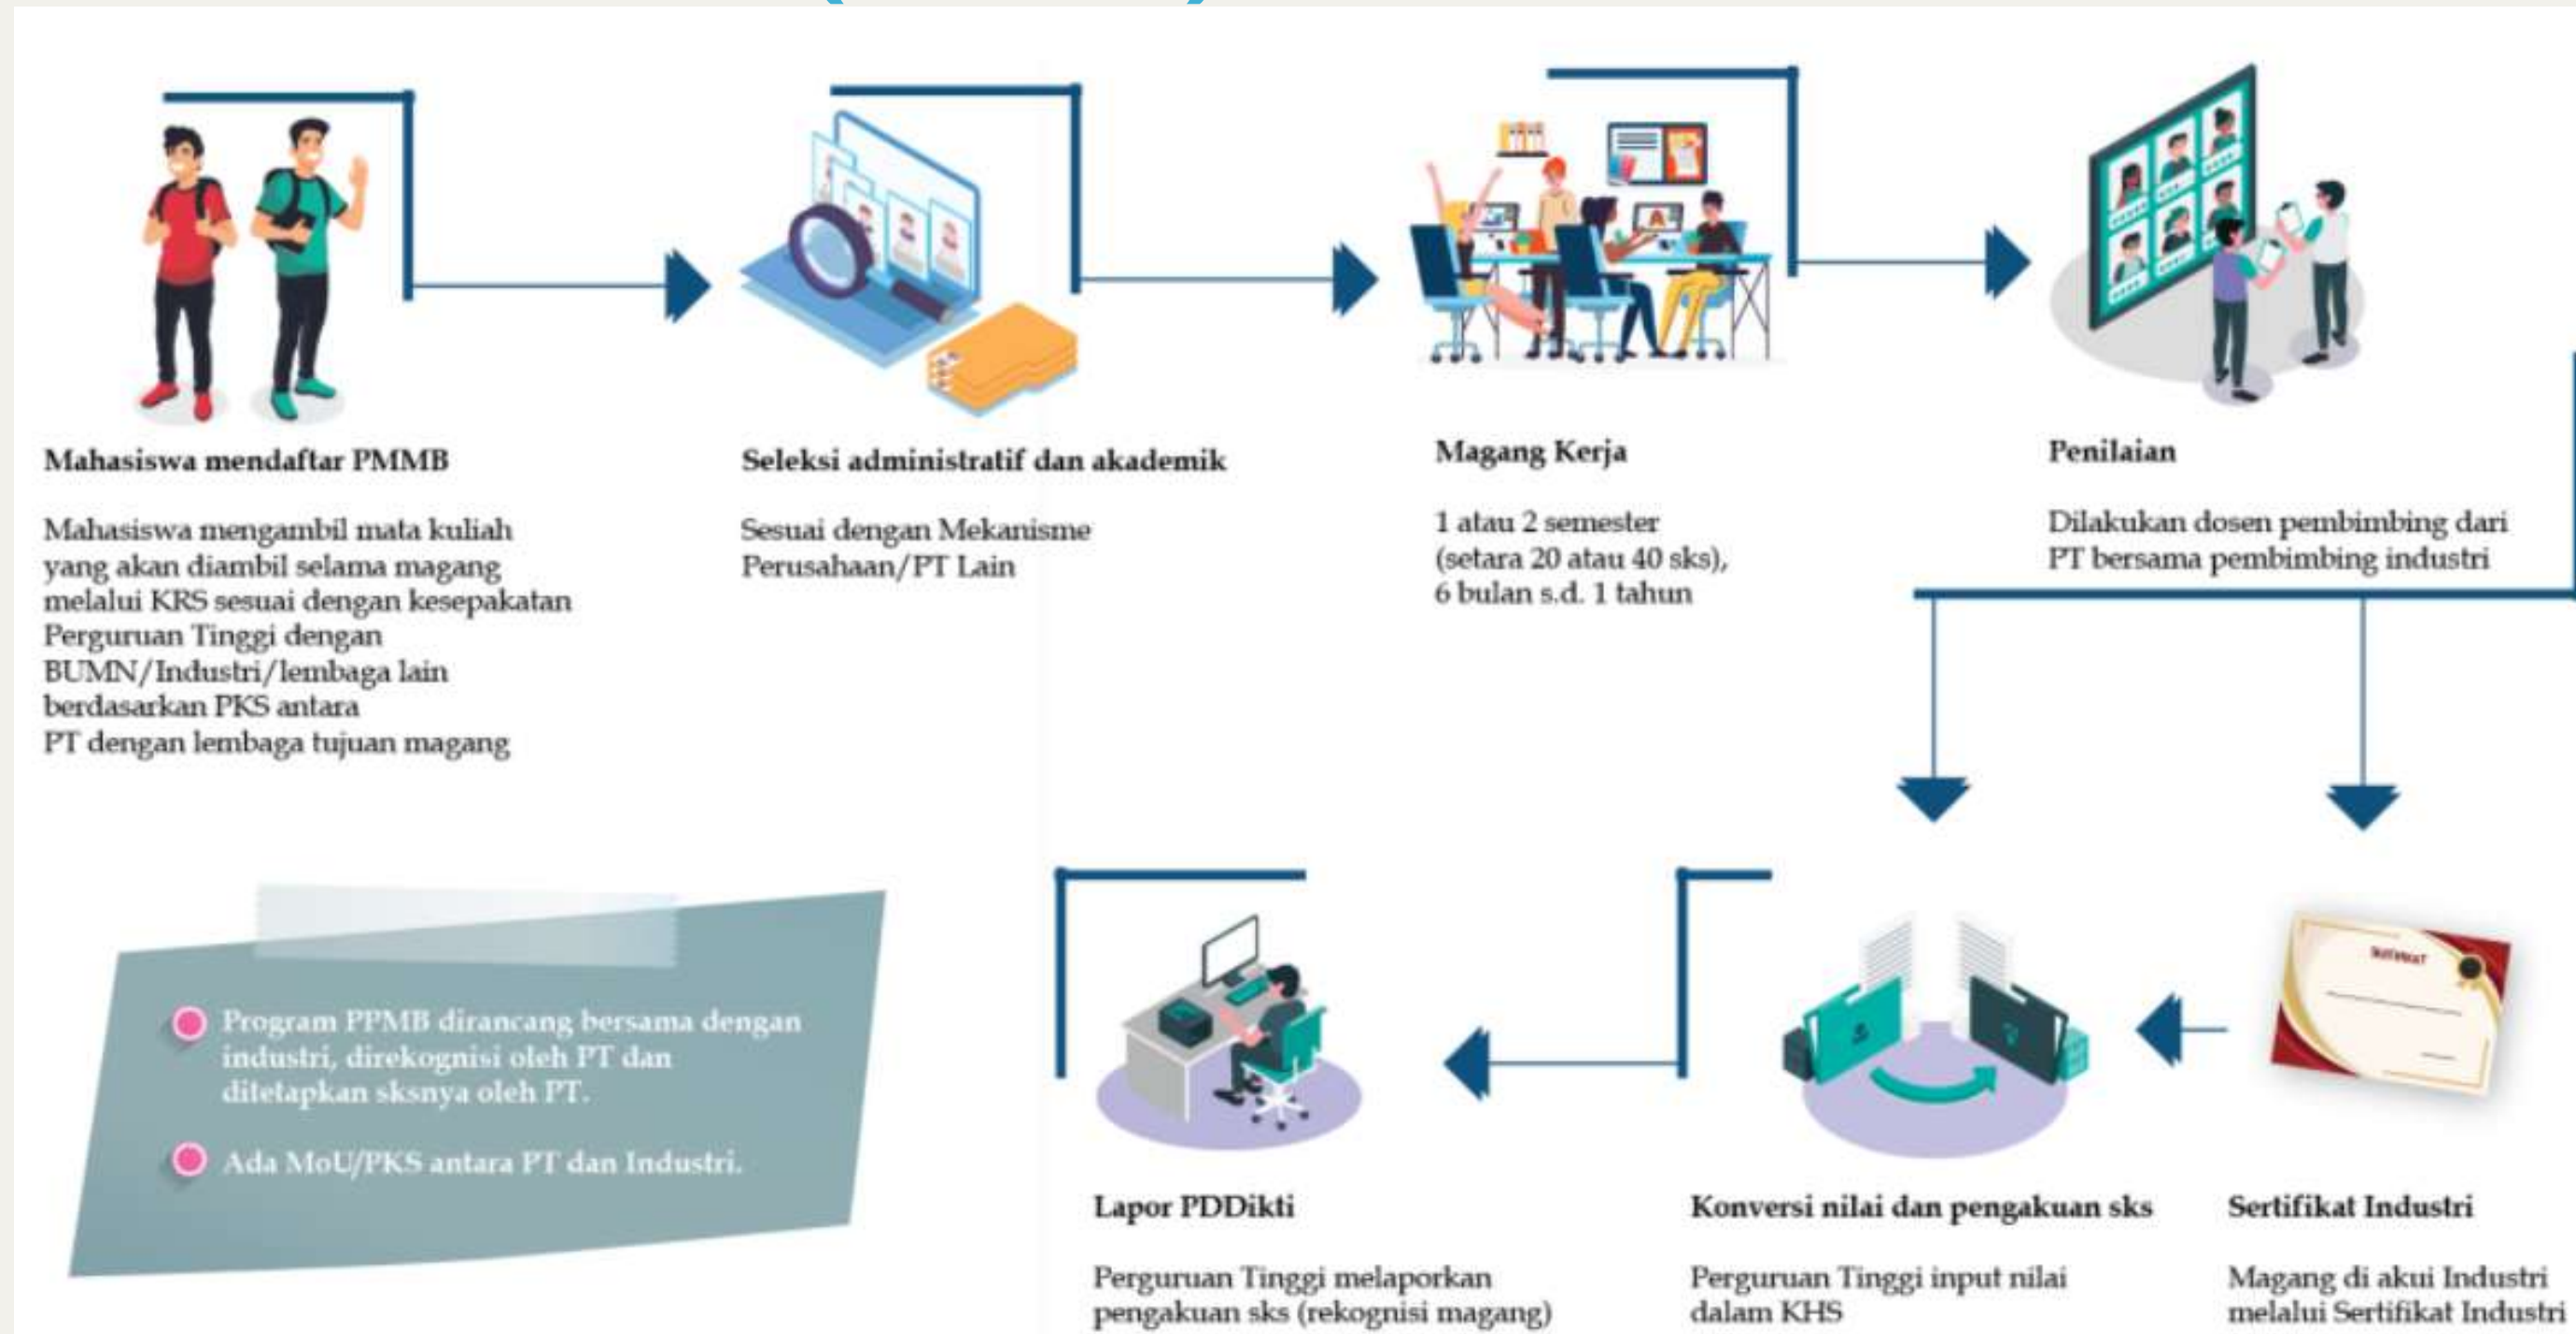 Mahasiswa mendaftar PMMB
Mahasiswa mengambil mata kuliah
yang akan diambil selama magang
melalui KRS sesuai dengan kesepakatan
Perguruan Tinggi dengan
BUMN/Industri/lembaga lain
berdasarkan PKS antara
PT dengan lembaga tujuan magang
Seleksi administratif dan akademik
Sesuai dengan Mekanisme
Perusahaan/PT Lain
Magang Kerja
1 atau 2 semester
(setara 20 atau 40 sks),
6 bulan s.d. 1 tahun
Penilaian
Dilakukan dosen pembimbing dari
PT bersama pembimbing industri
Program PPMB dirancang bersama dengan
industri, direkognisi oleh PT dan
ditetapkan sksnya oleh PT.
Ada MoU/PKS antara PT dan Industri.
Lapor PDDikti
Perguruan Tinggi melaporkan
pengakuan sks (rekognisi magang)
Konversi nilai dan pengakuan sks
Perguruan Tinggi input nilai
dalam KHS
Sertifikat Industri
Magang di akui Industri
melalui Sertifikat Industri